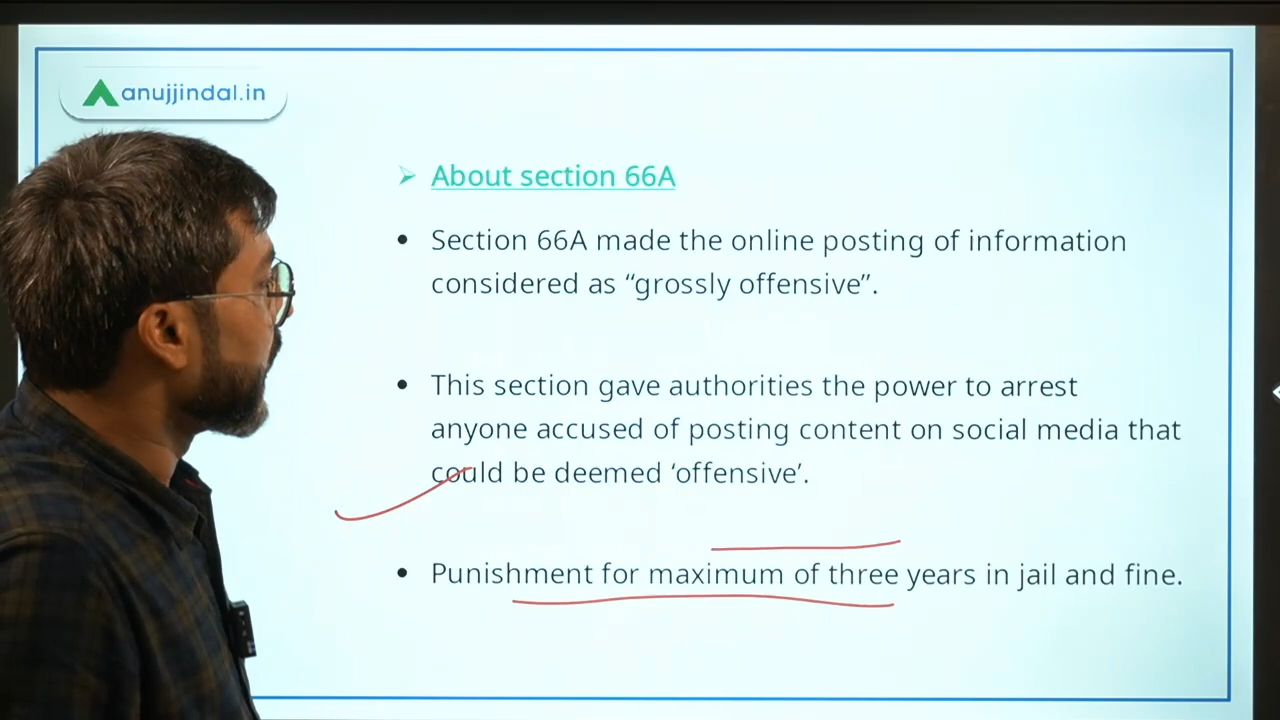 anujjindal.in
About section 66A
Section 66A made the online posting of information
considered as “grossly offensive”.
This section gave authorities the power to arrest
anyone accused of posting content on social media that
could be deemed ‘offensive’.
Punishment for maximum of three years in jail and fine.